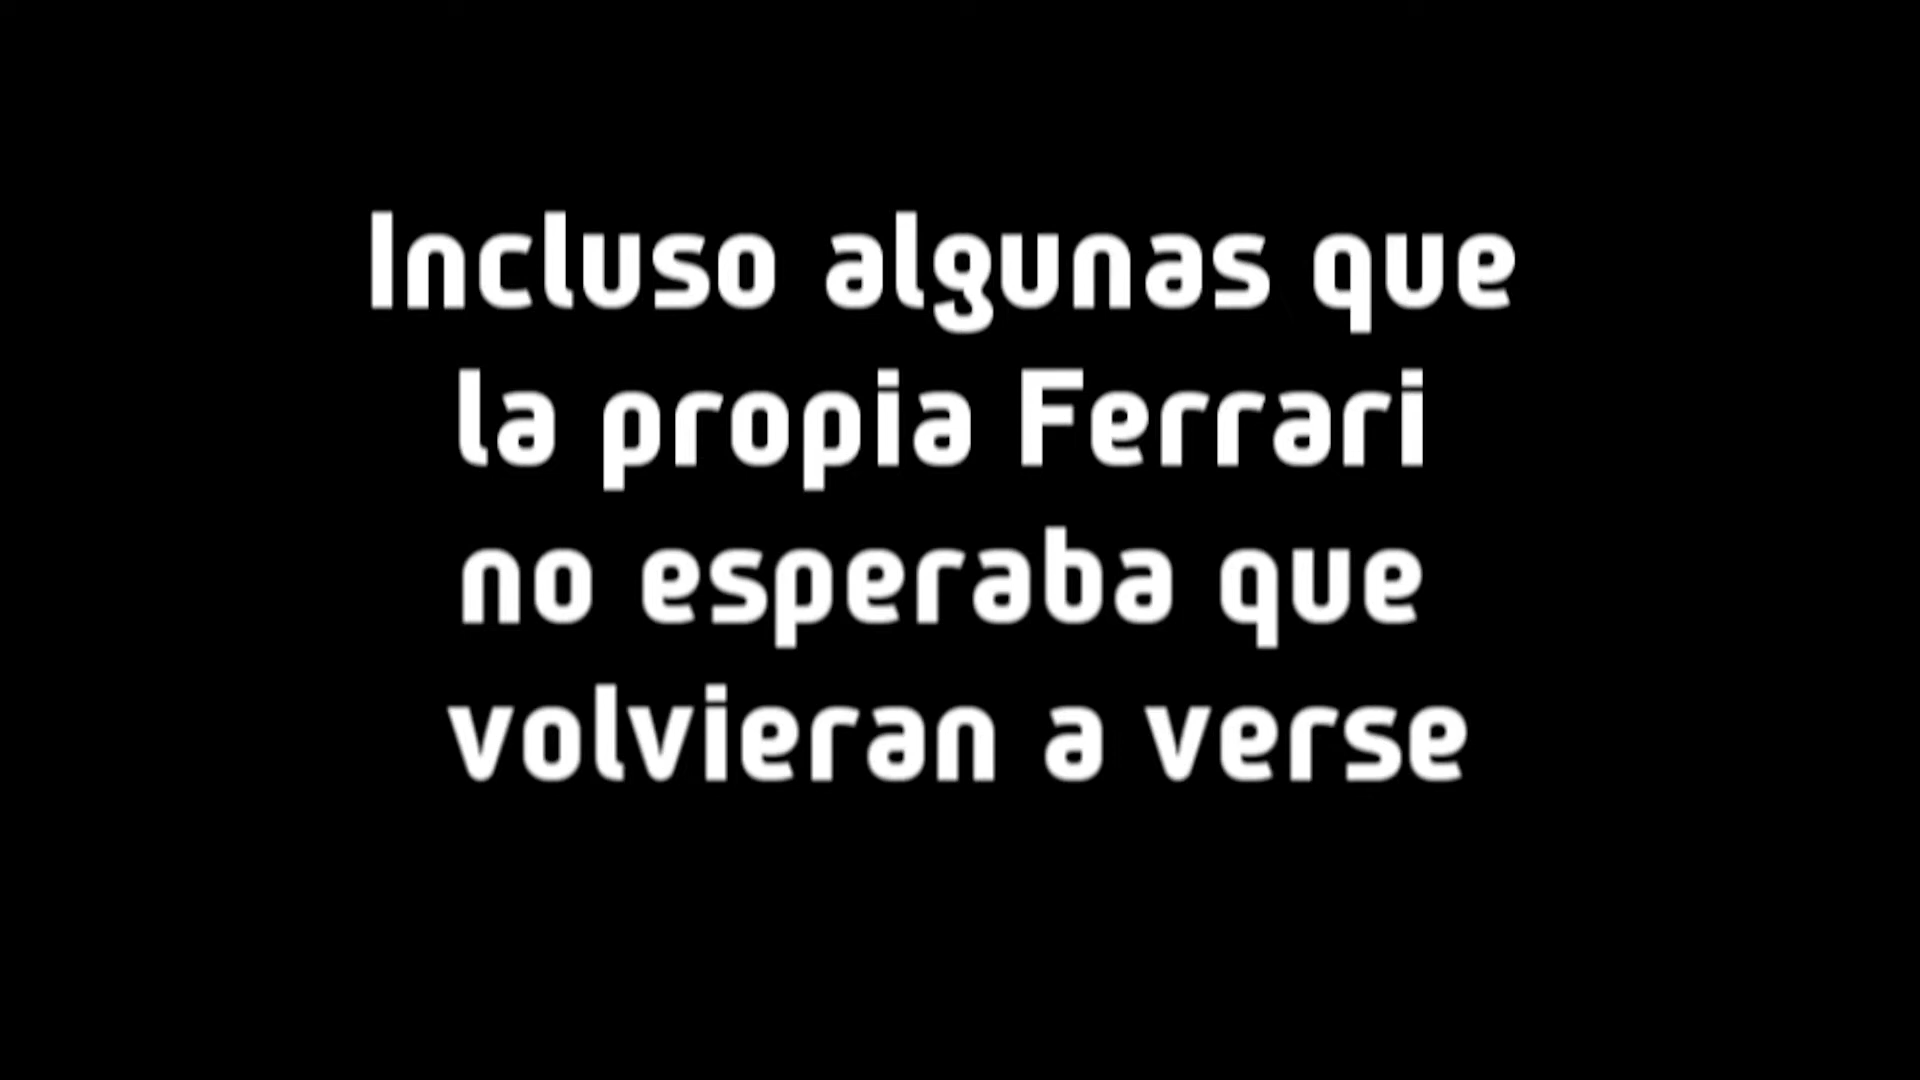 Incluso algunas que
la propia Ferrari
no esperaba que
volvieran a verse